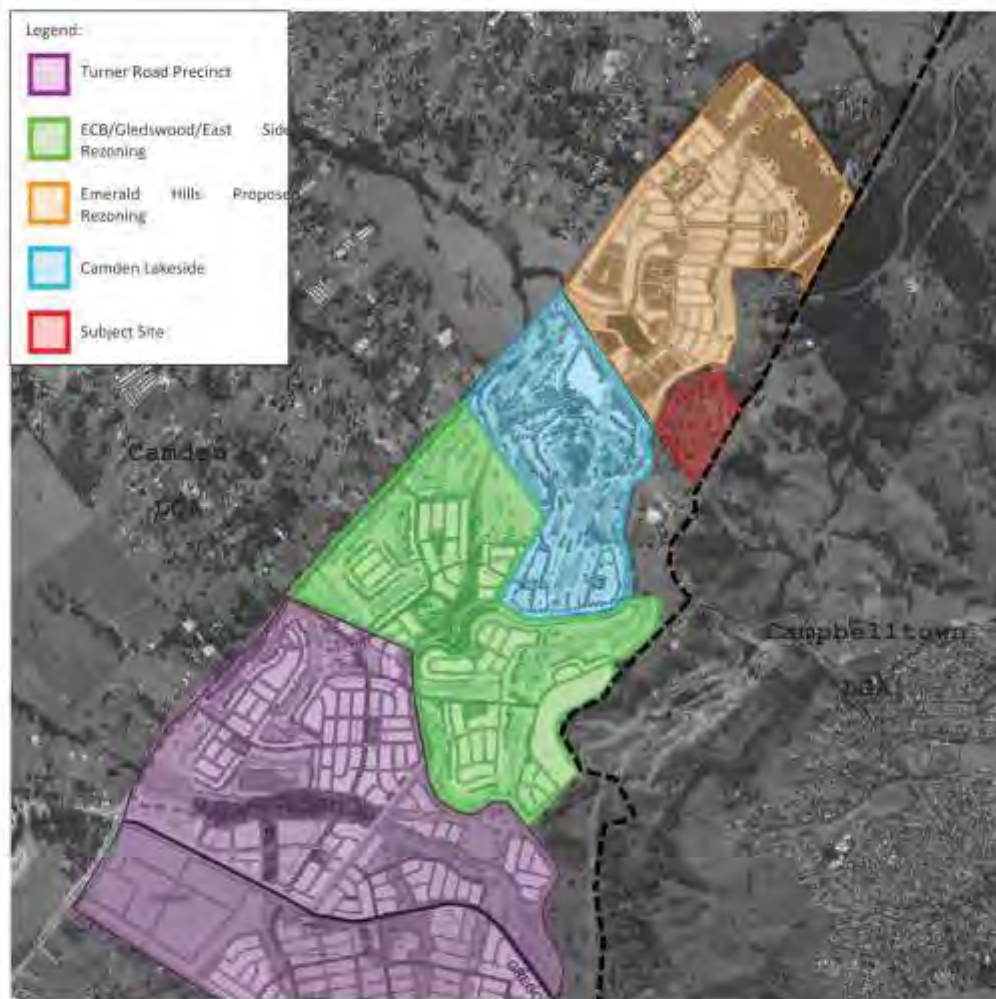 Legend:
Turner Road Precinct
ECB/Gledswood/East Side
Rezoning
Emerald Hills Propose
Rezoning
Camden Lakeside
Subject Site
Camden
LGA
Campbelltown
LGA